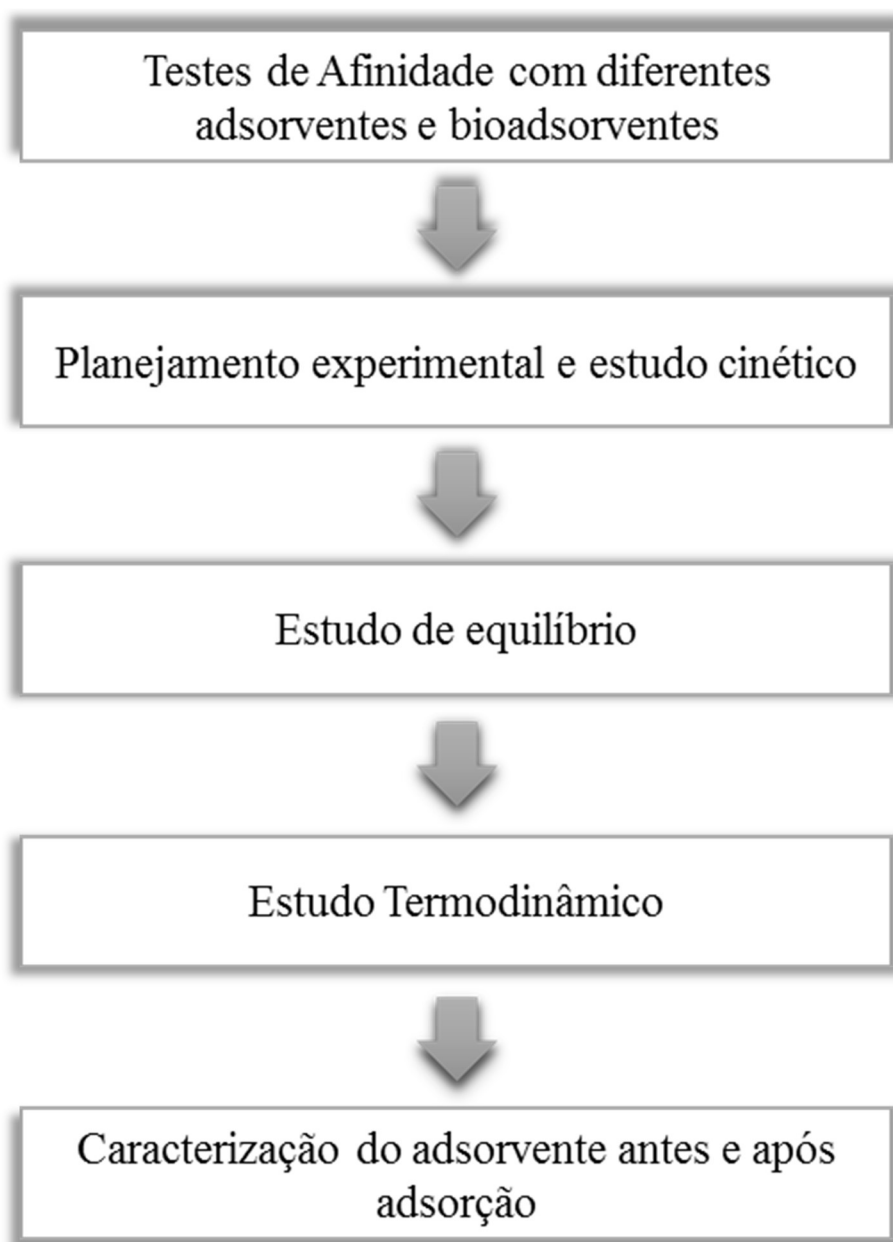 Testes de Afinidade com diferentes
adsorventes e bioadsorventes
Planejamento experimental e estudo cinético
Estudo de equilíbrio
Estudo Termodinâmico
Caracterização do adsorvente antes e após
adsorção